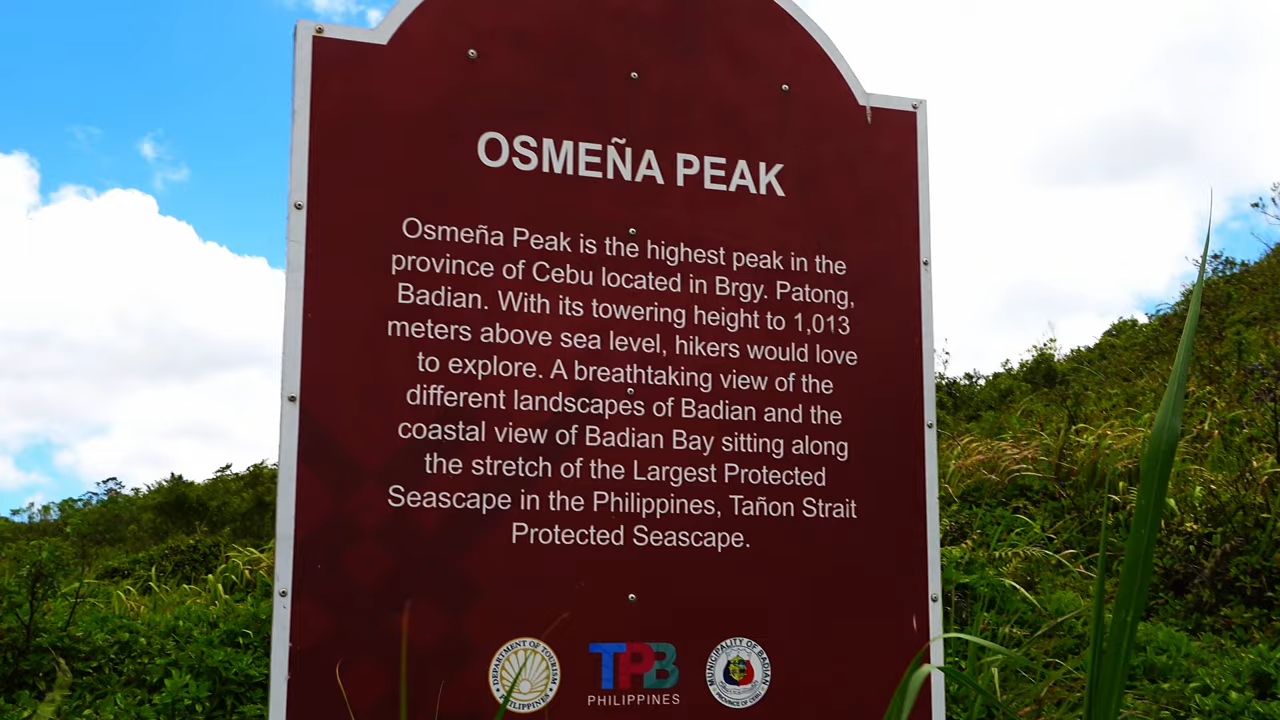 OSMEÑA PEAK
Osmeña Peak is the highest peak in the
province of Cebu located in Brgy. Patong,
Badian. With its towering height to 1,013
meters above sea level, hikers would love
to explore. A breathtaking view of the
different landscapes of Badian and the
coastal view of Badian Bay sitting along
the stretch of the Largest Protected
Seascape in the Philippines, Tañon Strait
Protected Seascape.
DEPARTMENT OF TOURISM
PHILIPPINES
TPB
PHILIPPINES
MUNICIPALITY OF BADIAN
PROVINCE OF CEBU